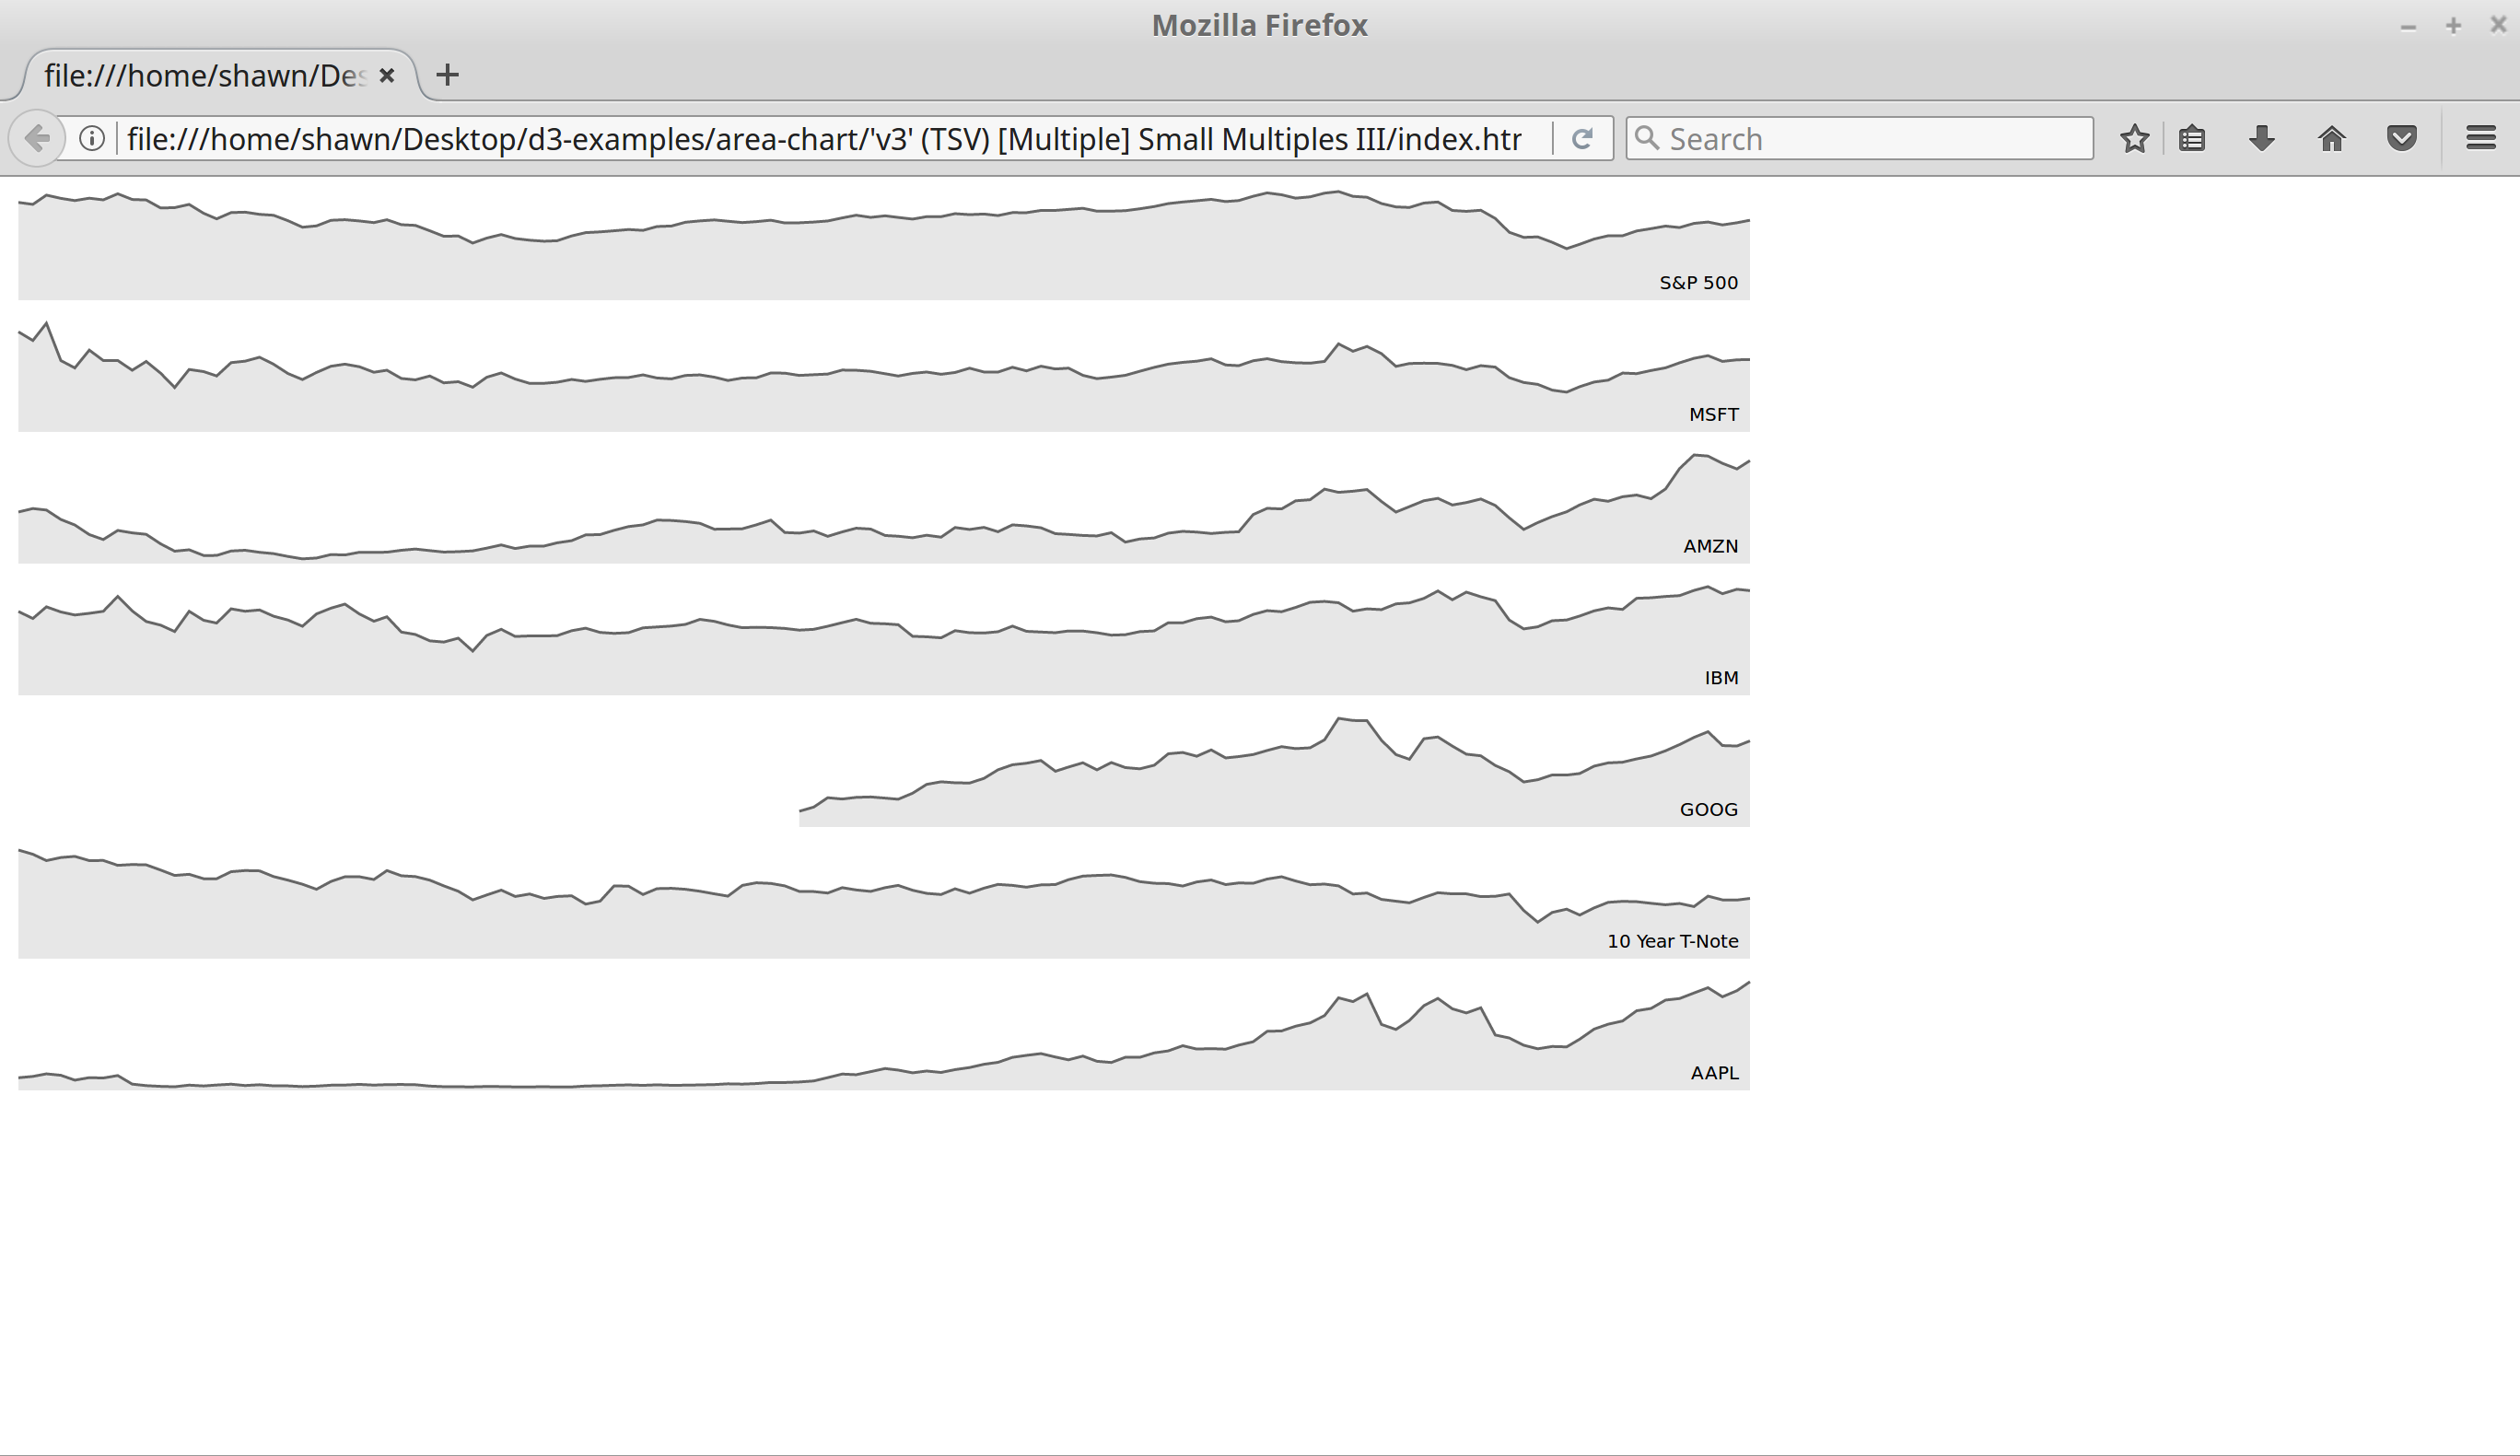 Mozilla Firefox
file:///home/shawn/Des
file:///home/shawn/Desktop/d3-examples/area-chart/'v3' (TSV) [Multiple] Small Multiples III/index.htr
Search
S&P 500
MSFT
AMZN
IBM
GOOG
10 Year T-Note
AAPL